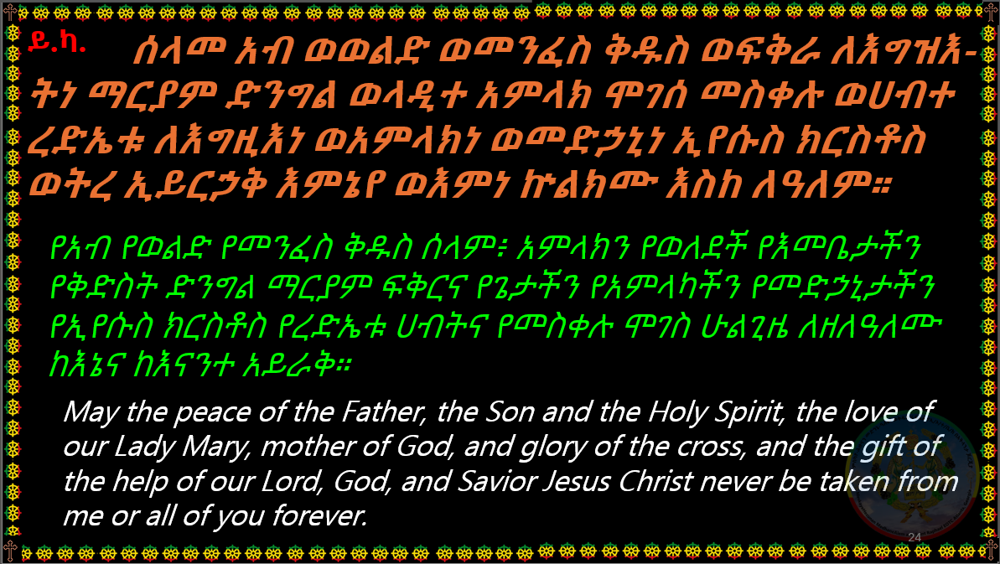 ይ.ካ. ሰላመ አብ ወወልድ ወመንፈስ ቅዱስ ወፍቅራ ለእግዝእ-
ትነ ማርያም ድንግል ወላዲተ አምላክ ሞገሰ መስቀሉ ወሀብተ
ረድኤቱ ለእግዚእነ ወአምላክነ ወመድኃኒነ ኢየሱስ ክርስቶስ
ወትረ ኢይርኃቅ እምኔየ ወእምነ ኵልክሙ እስከ ለዓለም።
የአብ የወልድ የመንፈስ ቅዱስ ሰላም፥ አምላክን የወለደች የእመቤታችን
የቅድስት ድንግል ማርያም ፍቅርና የጌታችን የአምላካችን የመድኃኒታችን
የኢየሱስ ክርስቶስ የረድኤቱ ሀብትና የመስቀሉ ሞገስ ሁልጊዜ ለዘለዓለሙ
ከእኔና ከእናንተ አይራቅ።
May the peace of the Father, the Son and the Holy Spirit, the love of
our Lady Mary, mother of God, and glory of the cross, and the gift of
the help of our Lord, God, and Savior Jesus Christ never be taken from
me or all of you forever.
24